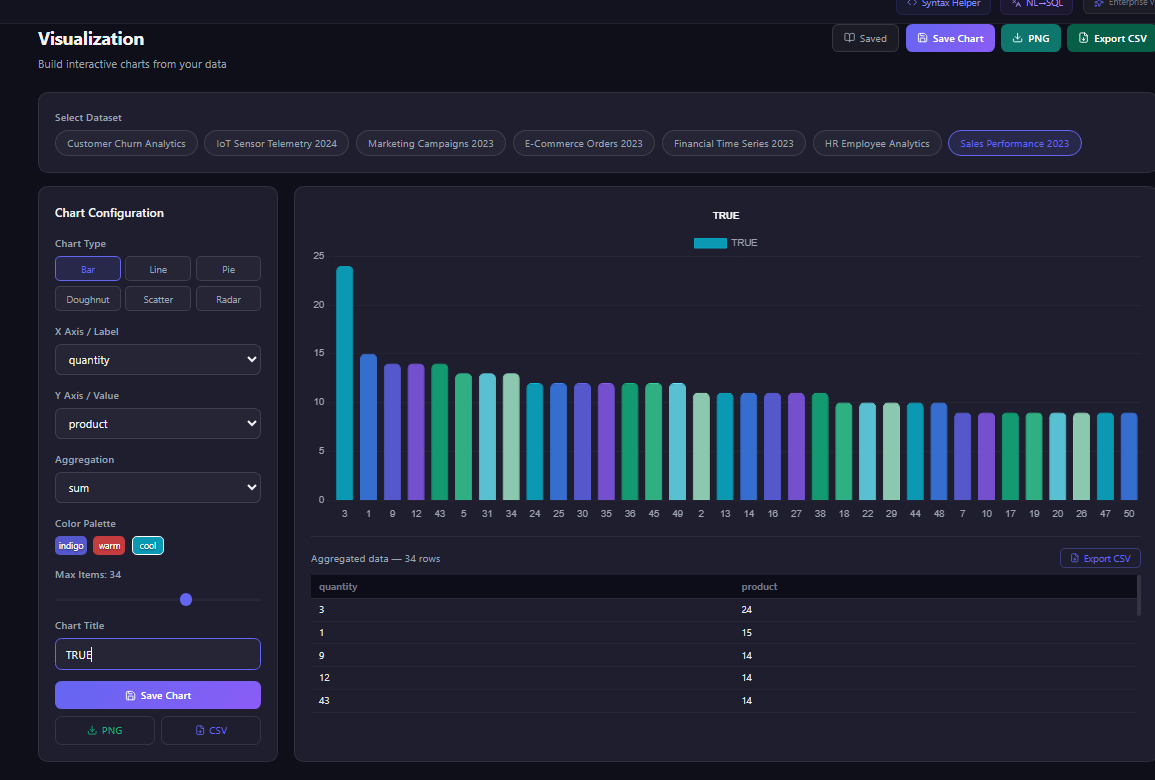 Syntax Helper NL→SQL Enterprise
Visualization
Build interactive charts from your data
Saved Save Chart PNG Export CSV
Select Dataset
Customer Churn Analytics IoT Sensor Telemetry 2024 Marketing Campaigns 2023 E-Commerce Orders 2023 Financial Time Series 2023 HR Employee Analytics Sales Performance 2023
Chart Configuration
Chart Type
Bar Line Pie
Doughnut Scatter Radar
X Axis / Label
quantity
Y Axis / Value
product
Aggregation
sum
Color Palette
indigo warm cool
Max Items: 34
Chart Title
TRUE
Save Chart
PNG CSV
TRUE
TRUE
25
20
15
10
5
0
3 1 9 12 43 5 31 34 24 25 30 35 36 45 49 2 13 14 16 27 38 18 22 29 44 48 7 10 17 19 20 26 47 50
Aggregated data — 34 rows Export CSV
quantity product
3 24
1 15
9 14
12 14
43 14